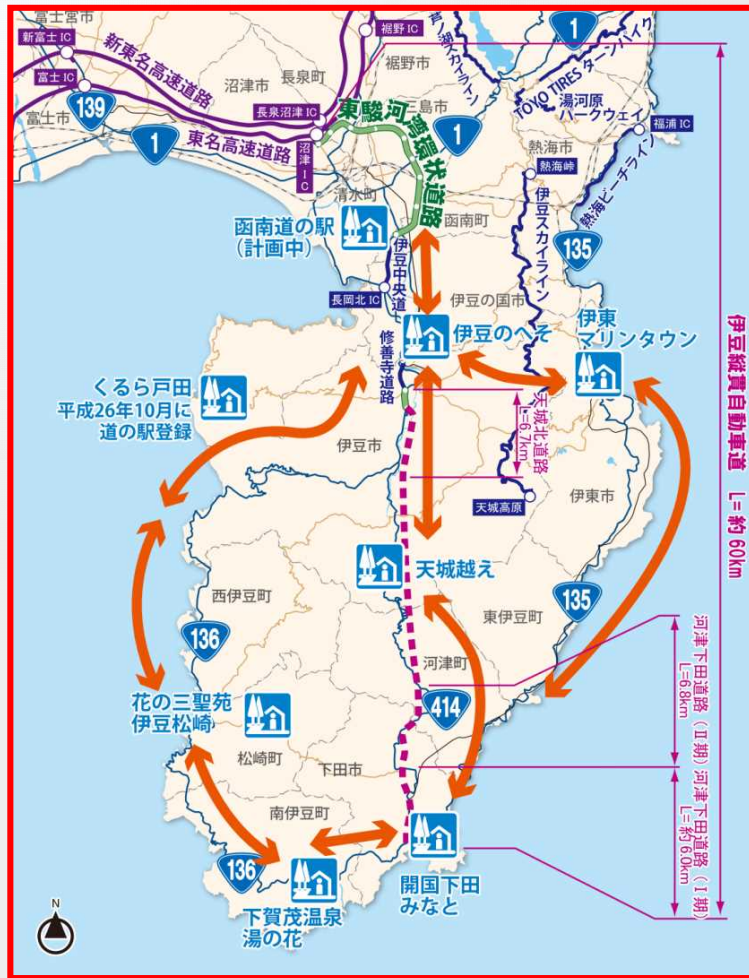 富士宮市
新富士IC
富士IC
139
富士市
1
新東名高速道路
東名高速道路
沼津市
長泉町
長泉沼津IC
沼津IC
裾野IC
裾野市
三島市
清水町
東駿河湾環状道路
芦ノ湖スカイライン
1
1
TOYO TIRES ターンパイク
湯河原
パークウェイ
福浦IC
熱海市
熱海峠
熱海ビーチライン
135
函南町
伊豆スカイライン
函南道の駅
（計画中）
伊豆中央道
長岡北IC
伊豆の国市
伊豆のへそ
修善寺道路
伊東
マリンタウン
くるら戸田
平成26年10月に
道の駅登録
伊豆市
天城北道路
L=6.7km
天城高原
伊東市
伊豆縦貫自動車道 L=約60km
天城越え
西伊豆町
136
東伊豆町
135
河津町
414
河津下田道路（Ⅱ期）
L=6.8km
河津下田道路（Ⅰ期）
L=約6.0km
花の三聖苑
伊豆松崎
松崎町
下田市
南伊豆町
136
下賀茂温泉
湯の花
開国下田
みなと
N